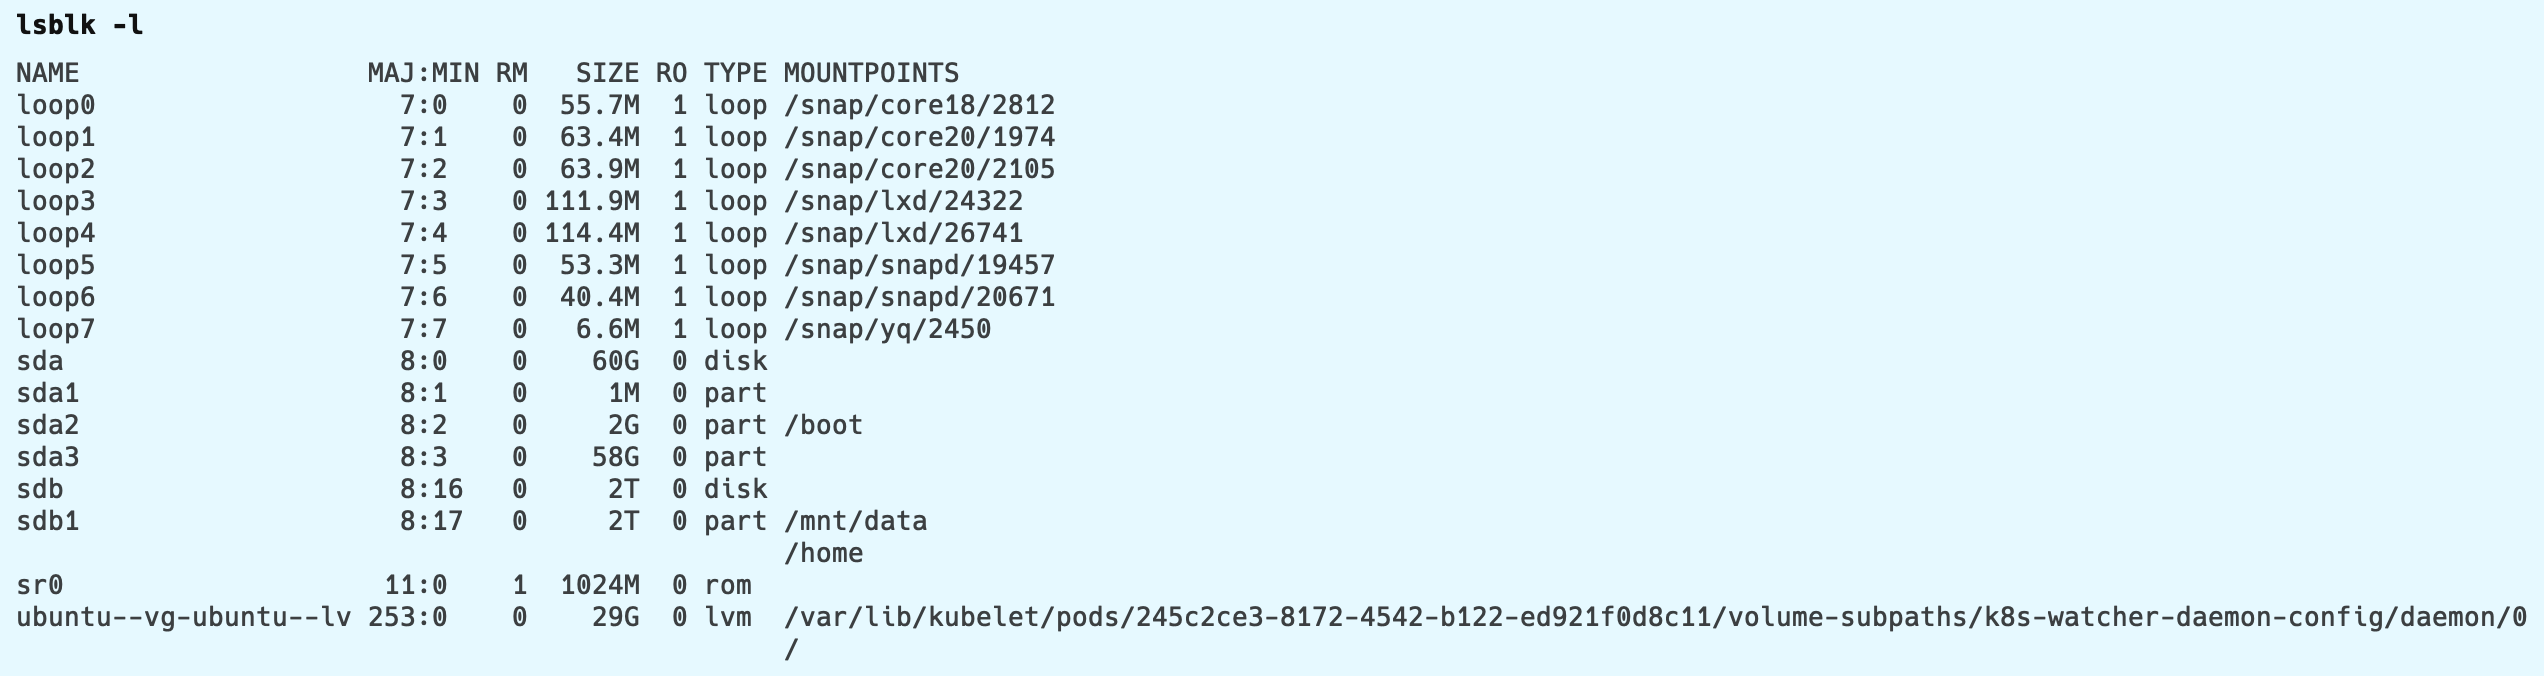 lsblk -l
NAME                  MAJ:MIN RM   SIZE RO TYPE MOUNTPOINTS
loop0                   7:0    0  55.7M  1 loop /snap/core18/2812
loop1                   7:1    0  63.4M  1 loop /snap/core20/1974
loop2                   7:2    0  63.9M  1 loop /snap/core20/2105
loop3                   7:3    0 111.9M  1 loop /snap/lxd/24322
loop4                   7:4    0 114.4M  1 loop /snap/lxd/26741
loop5                   7:5    0  53.3M  1 loop /snap/snapd/19457
loop6                   7:6    0  40.4M  1 loop /snap/snapd/20671
loop7                   7:7    0   6.6M  1 loop /snap/yq/2450
sda                     8:0    0    60G  0 disk
sda1                    8:1    0     1M  0 part
sda2                    8:2    0     2G  0 part /boot
sda3                    8:3    0    58G  0 part
sdb                     8:16   0     2T  0 disk
sdb1                    8:17   0     2T  0 part /mnt/data
                                                /home
sr0                    11:0    1  1024M  0 rom
ubuntu--vg-ubuntu--lv 253:0    0    29G  0 lvm  /var/lib/kubelet/pods/245c2ce3-8172-4542-b122-ed921f0d8c11/volume-subpaths/k8s-watcher-daemon-config/daemon/0
                                                /